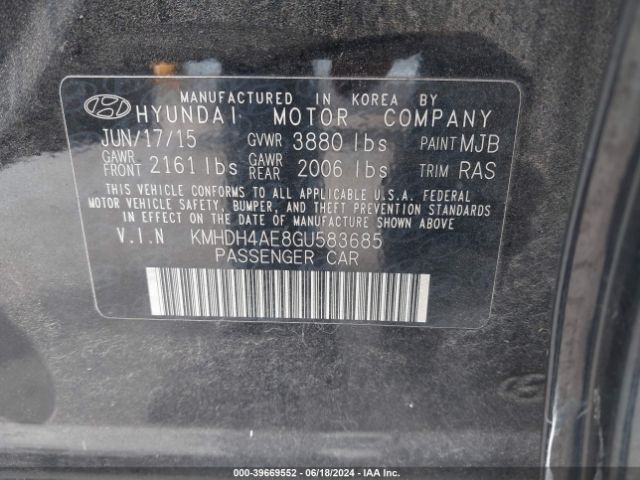 MANUFACTURED IN KOREA BY
HYUNDAI MOTOR COMPANY
JUN/17/15 GVWR 3880 lbs PAINT MJB
GAWR FRONT 2161 lbs GAWR REAR 2006 lbs TRIM RAS
THIS VEHICLE CONFORMS TO ALL APPLICABLE U.S.A. FEDERAL
MOTOR VEHICLE SAFETY, BUMPER, AND THEFT PREVENTION STANDARDS
IN EFFECT ON THE DATE OF MANUFACTURE SHOWN ABOVE
V.I.N KMHDH4AE8GU583685
PASSENGER CAR
000-39669552 - 06/18/2024 - IAA Inc.